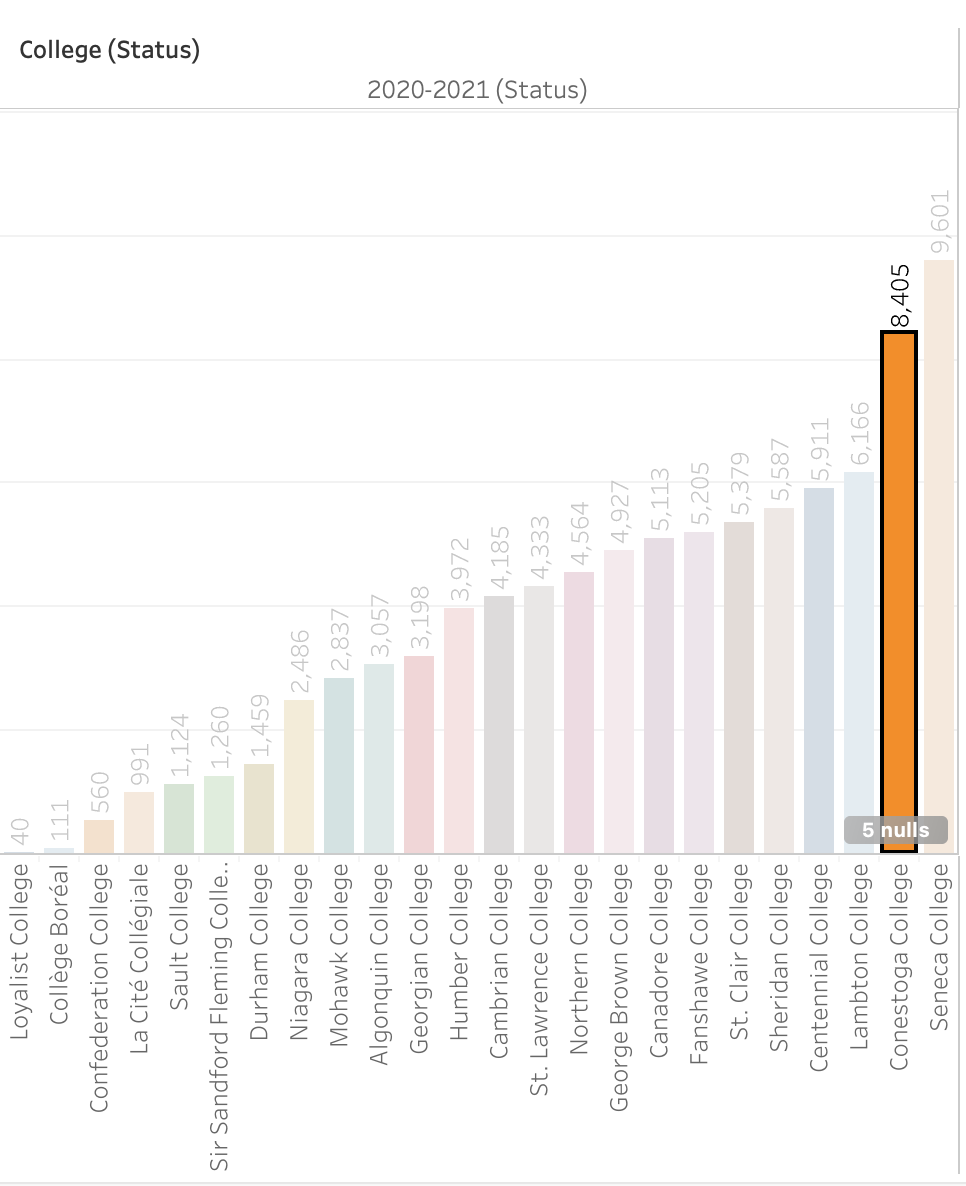 College (Status)
2020-2021 (Status)
40
111
560
991
1,124
1,260
1,459
2,486
2,837
3,057
3,198
3,972
4,185
4,333
4,564
4,927
5,113
5,205
5,379
5,587
5,911
6,166
8,405
9,601
5 nulls
Loyalist College
Collège Boréal
Confederation College
La Cité Collégiale
Sault College
Sir Sandford Fleming Colle..
Durham College
Niagara College
Mohawk College
Algonquin College
Georgian College
Humber College
Cambrian College
St. Lawrence College
Northern College
George Brown College
Canadore College
Fanshawe College
St. Clair College
Sheridan College
Centennial College
Lambton College
Conestoga College
Seneca College